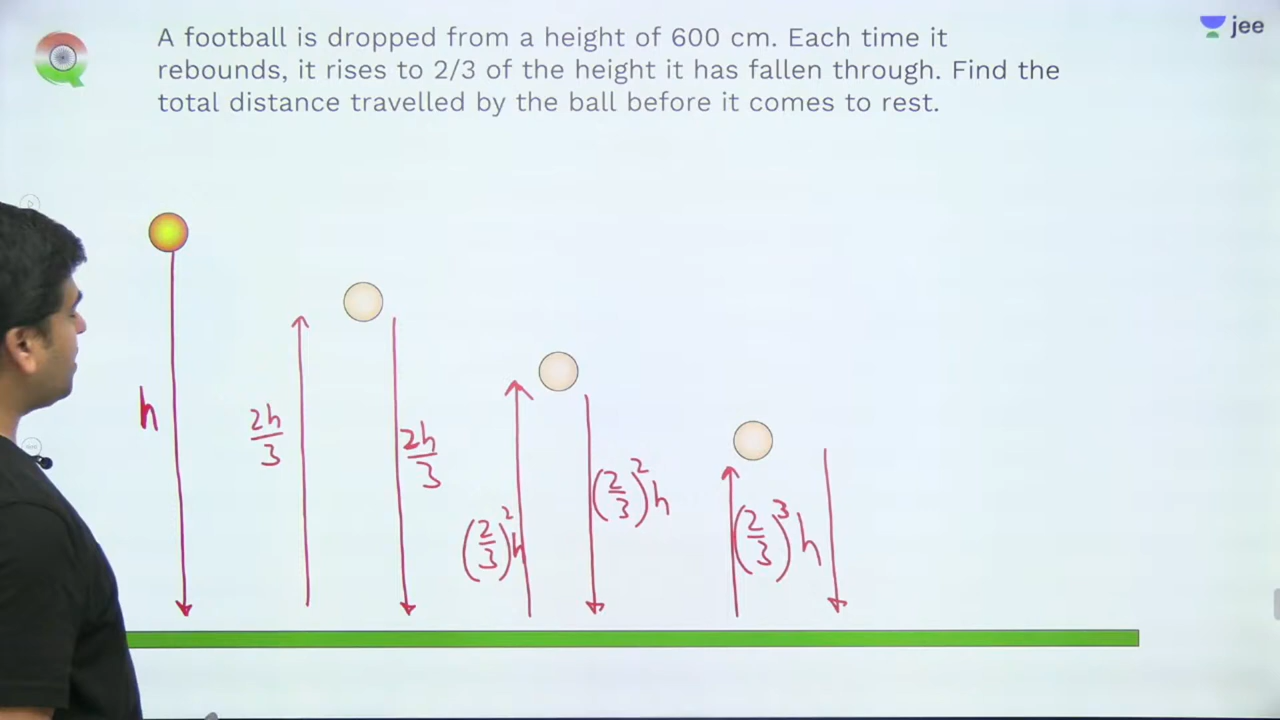 A football is dropped from a height of 600 cm. Each time it
rebounds, it rises to 2/3 of the height it has fallen through. Find the
total distance travelled by the ball before it comes to rest.
jee
h
2h/3
2h/3
(2/3)²h
(2/3)²h
(2/3)³h